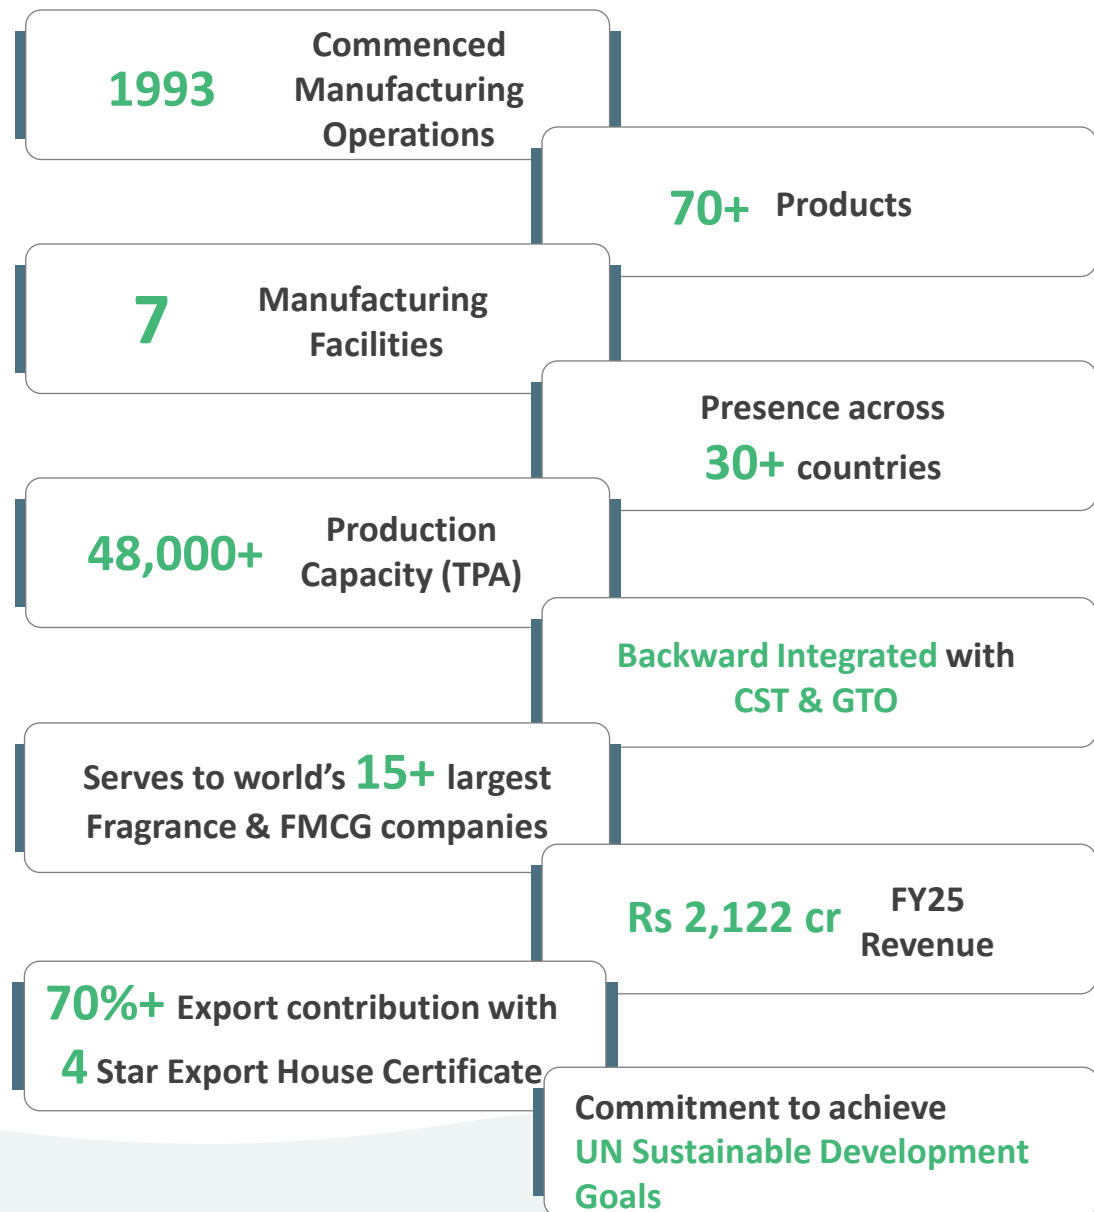 1993
Commenced
Manufacturing
Operations
70+ Products
7
Manufacturing
Facilities
Presence across
30+ countries
48,000+
Production
Capacity (TPA)
Backward Integrated with
CST & GTO
Serves to world’s 15+ largest
Fragrance & FMCG companies
Rs 2,122 cr
FY25
Revenue
70%+ Export contribution with
4 Star Export House Certificate
Commitment to achieve
UN Sustainable Development
Goals